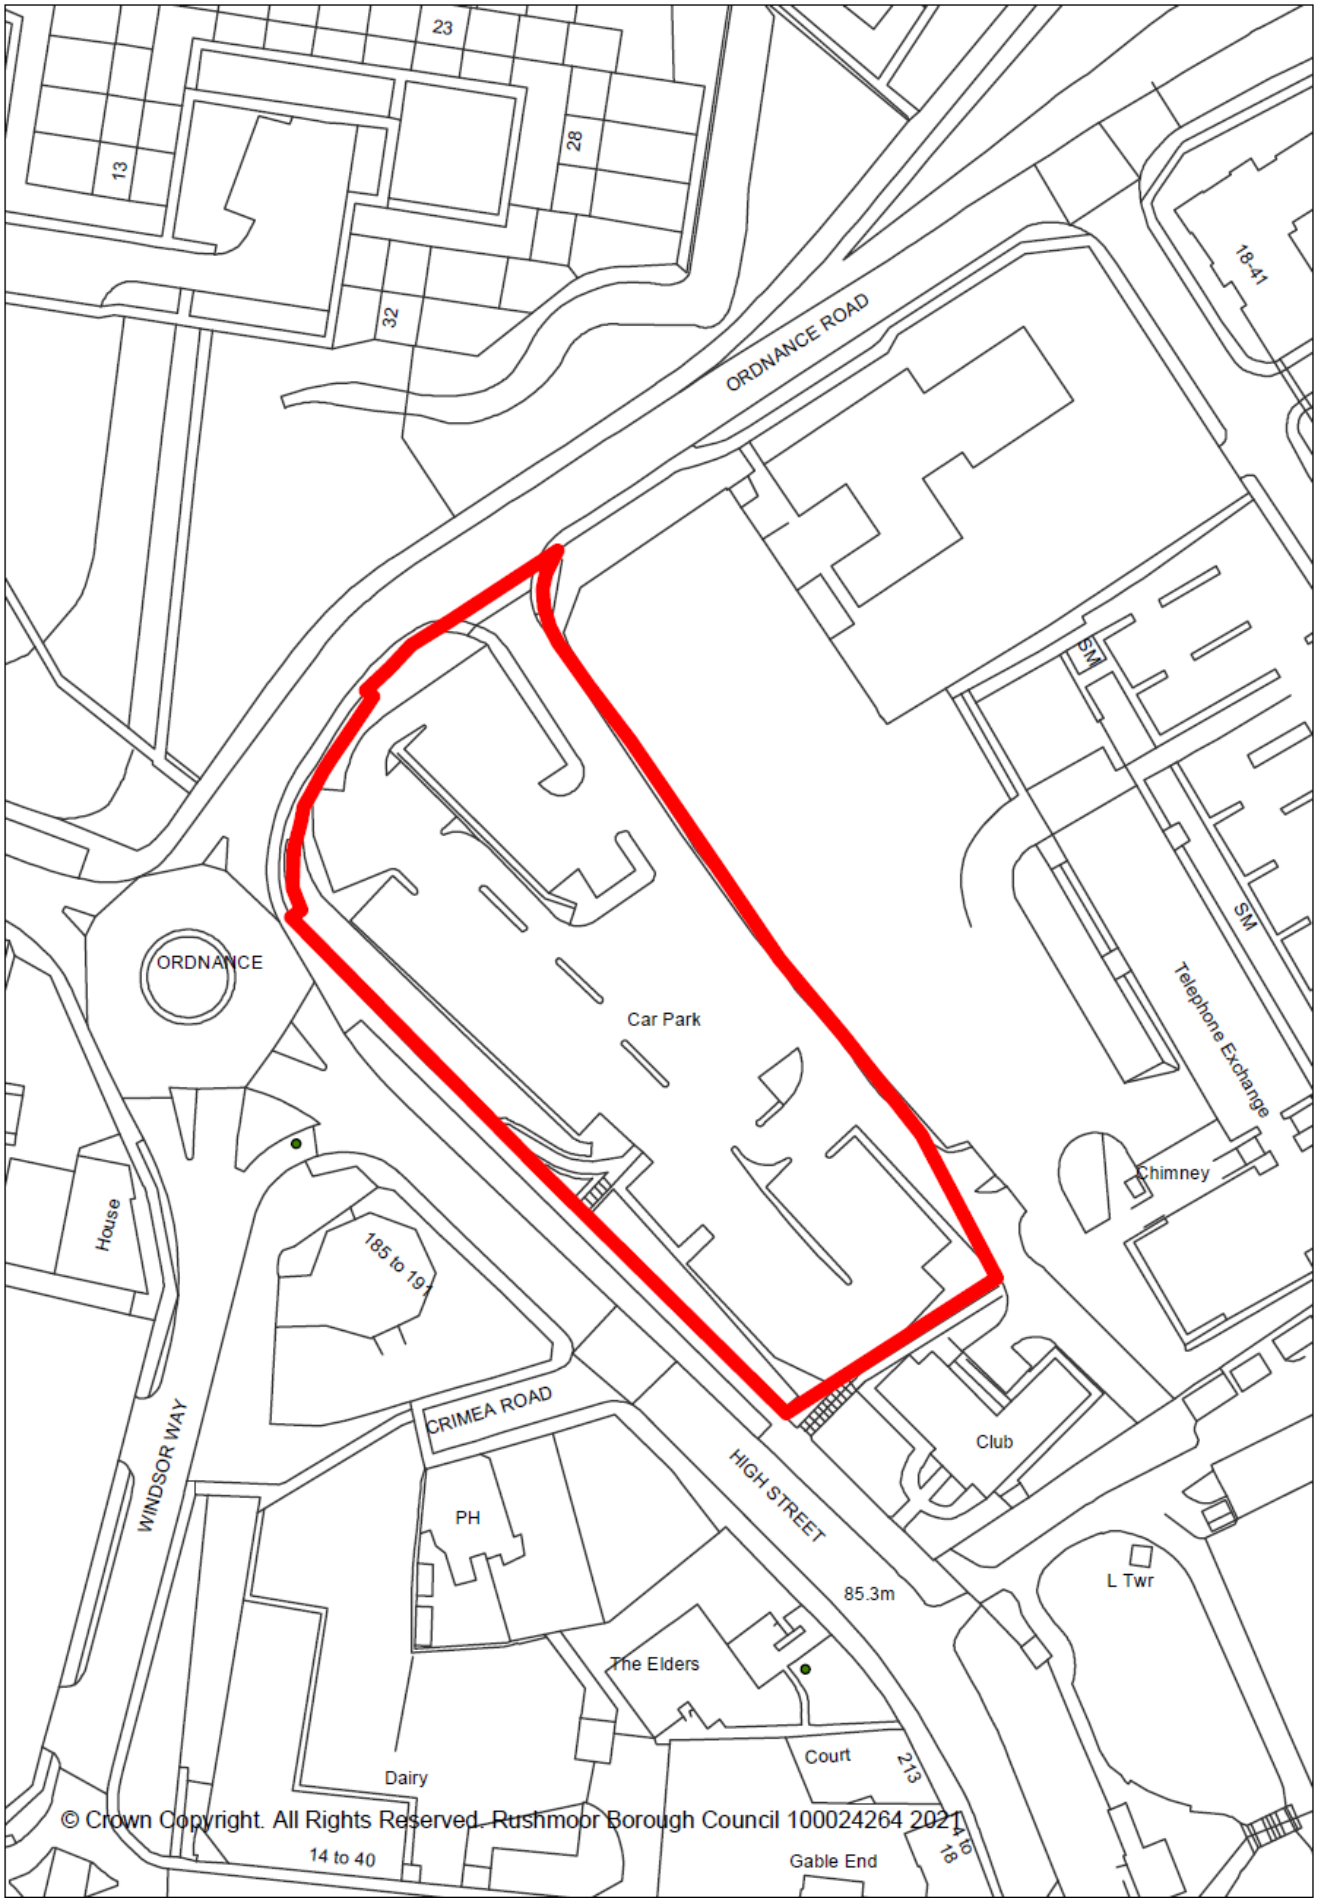 23
28
13
18-41
32
ORDNANCE ROAD
SM
SM
ORDNANCE
Car Park
Telephone Exchange
Chimney
House
185 to 197
CRIMEA ROAD
WINDSOR WAY
Club
HIGH STREET
PH
L Twr
85.3m
The Elders
Court
213
Dairy
© Crown Copyright. All Rights Reserved. Rushmoor Borough Council 100024264 2021
4 to
18
14 to 40
Gable End